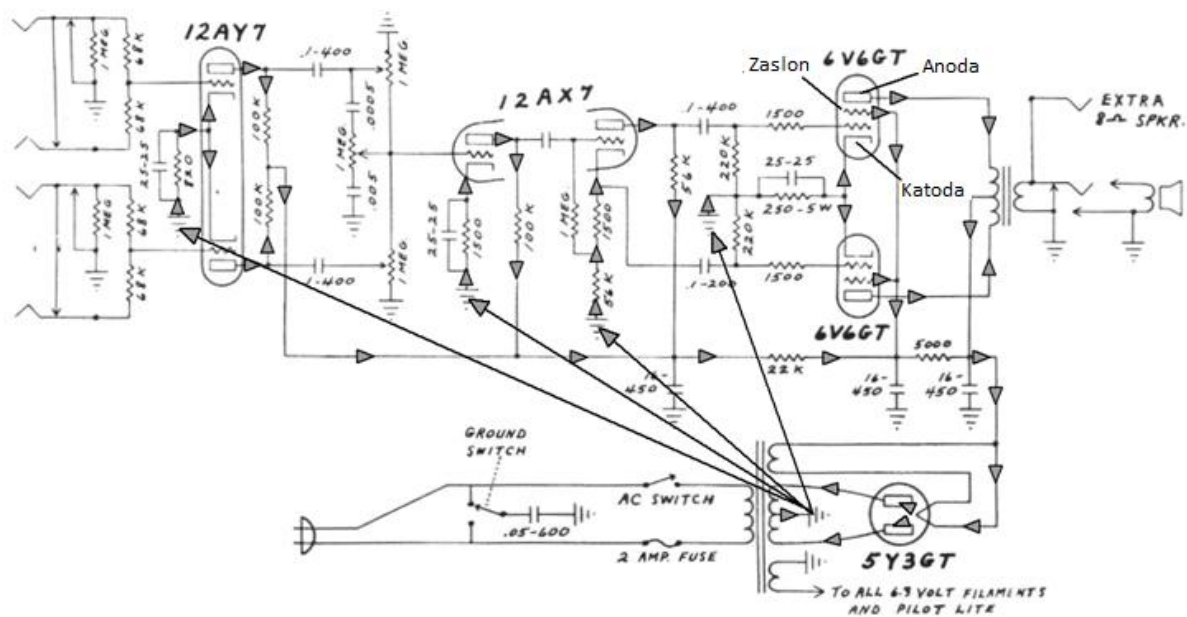 12AY7
1 MEG
68K
68K
25-25
820
100K
100K
.1-400
1 MEG
.0005
1 MEG
.005
1 MEG
68K
68K
.1-400
1 MEG
12AX7
25-25
1500
100K
1 MEG
1500
56K
56K
16-
450
.1-400
220K
220K
.1-200
1500
25-25
250-5W
1500
22K
6V6GT
Zaslon
Anoda
Katoda
6V6GT
5000
16-
450
16-
450
EXTRA
8-Ω SPKR.
GROUND
SWITCH
.05-600
AC SWITCH
2 AMP. FUSE
5Y3GT
TO ALL 6.3 VOLT FILAMENTS
AND PILOT LITE